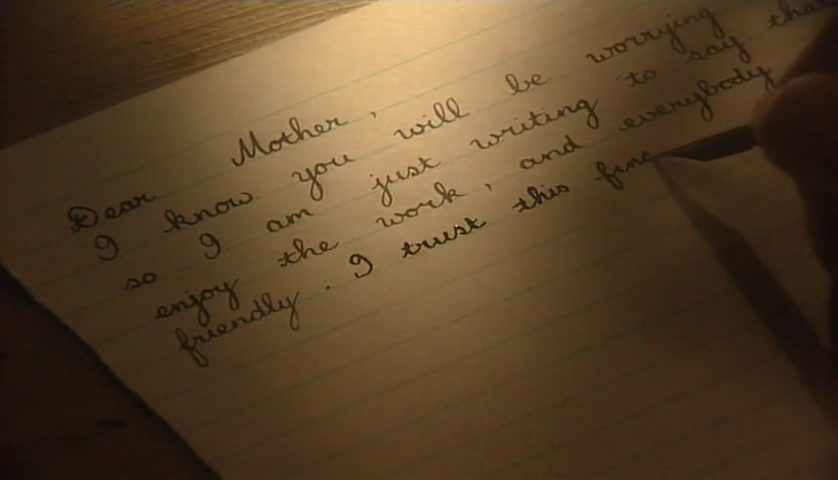 Dear Mother,
I know you will be worrying
so I am just writing to say that
enjoy the work, and everybody
friendly. I trust this